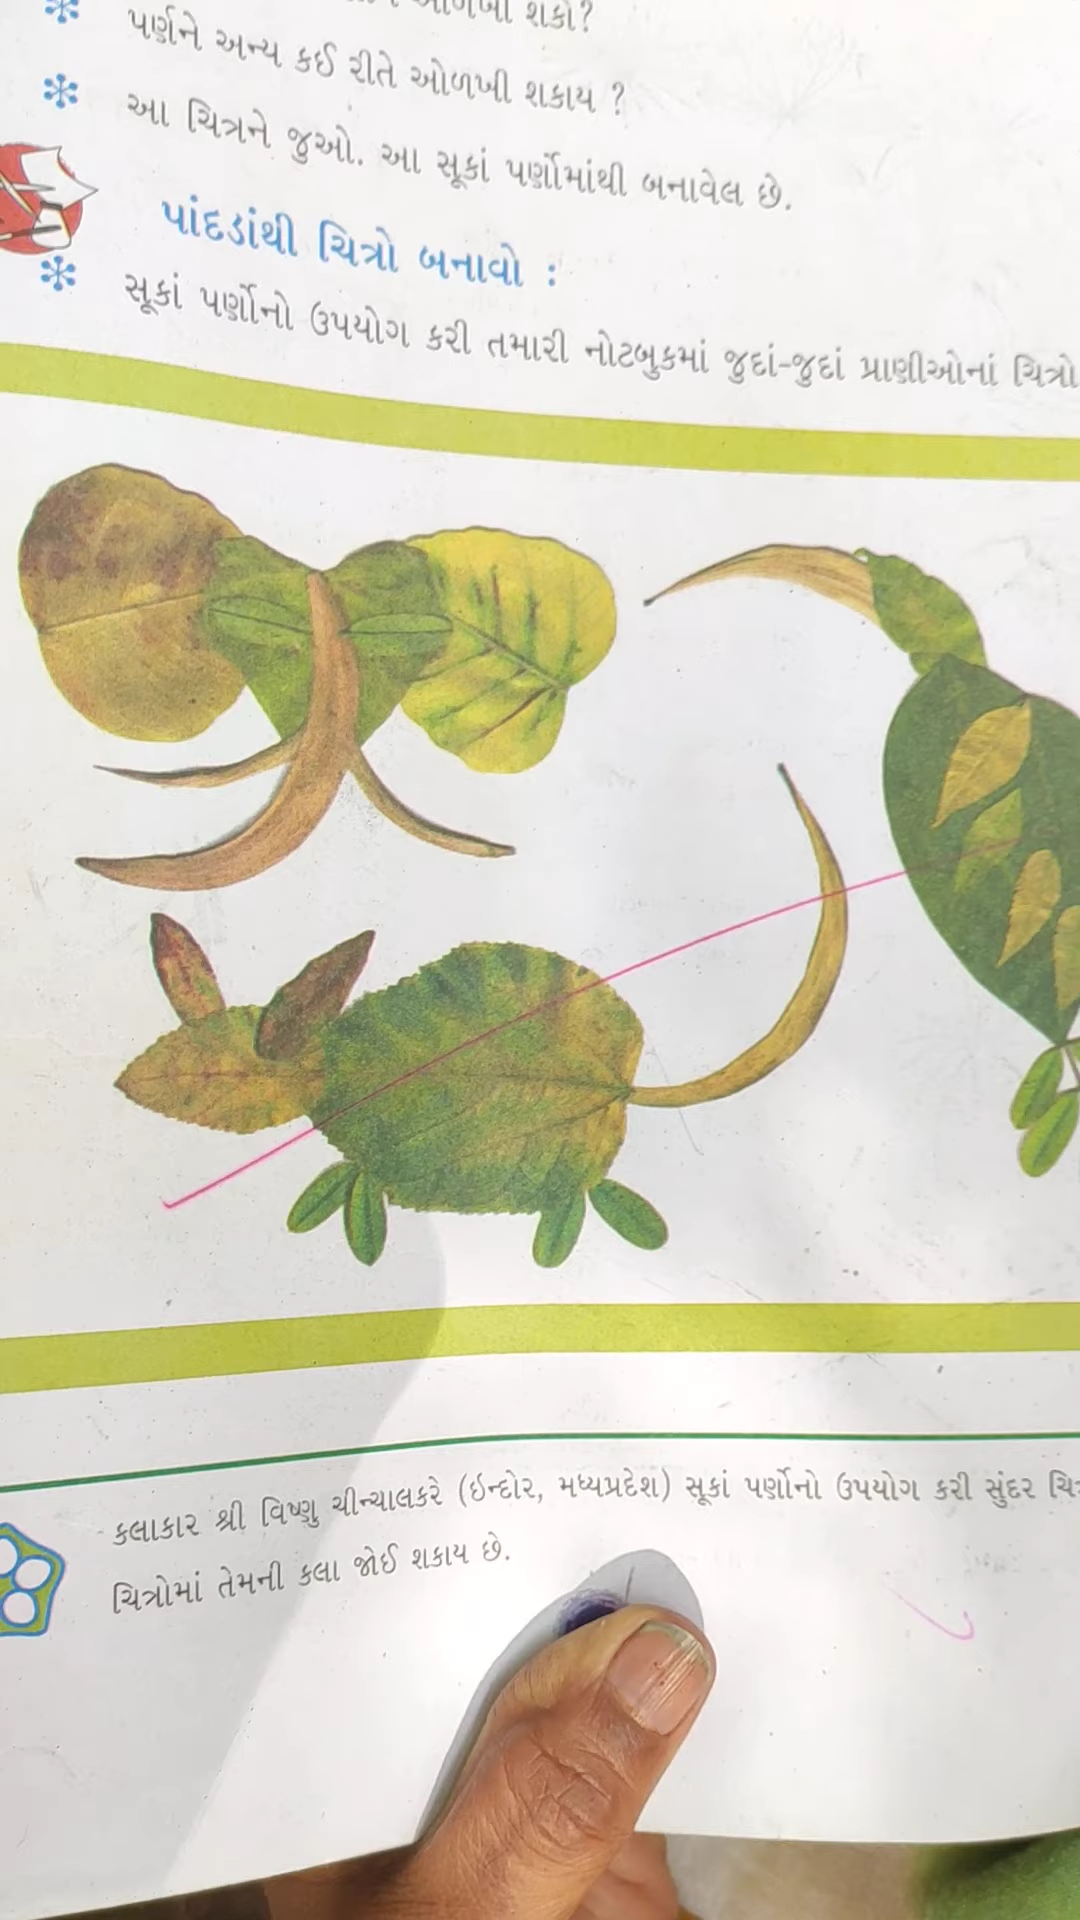 શકો?
પર્ણને અન્ય કઈ રીતે ઓળખી શકાય ?
આ ચિત્રને જુઓ. આ સૂકાં પર્ણોમાંથી બનાવેલ છે.
પાંદડાંથી ચિત્રો બનાવો :
સૂકાં પર્ણોનો ઉપયોગ કરી તમારી નોટબુકમાં જુદાં-જુદાં પ્રાણીઓનાં ચિત્રો
કલાકાર શ્રી વિષ્ણુ ચીન્ચાલકરે (ઇન્દોર, મધ્યપ્રદેશ) સૂકાં પર્ણોનો ઉપયોગ કરી સુંદર
ચિત્રોમાં તેમની કલા જોઈ શકાય છે.